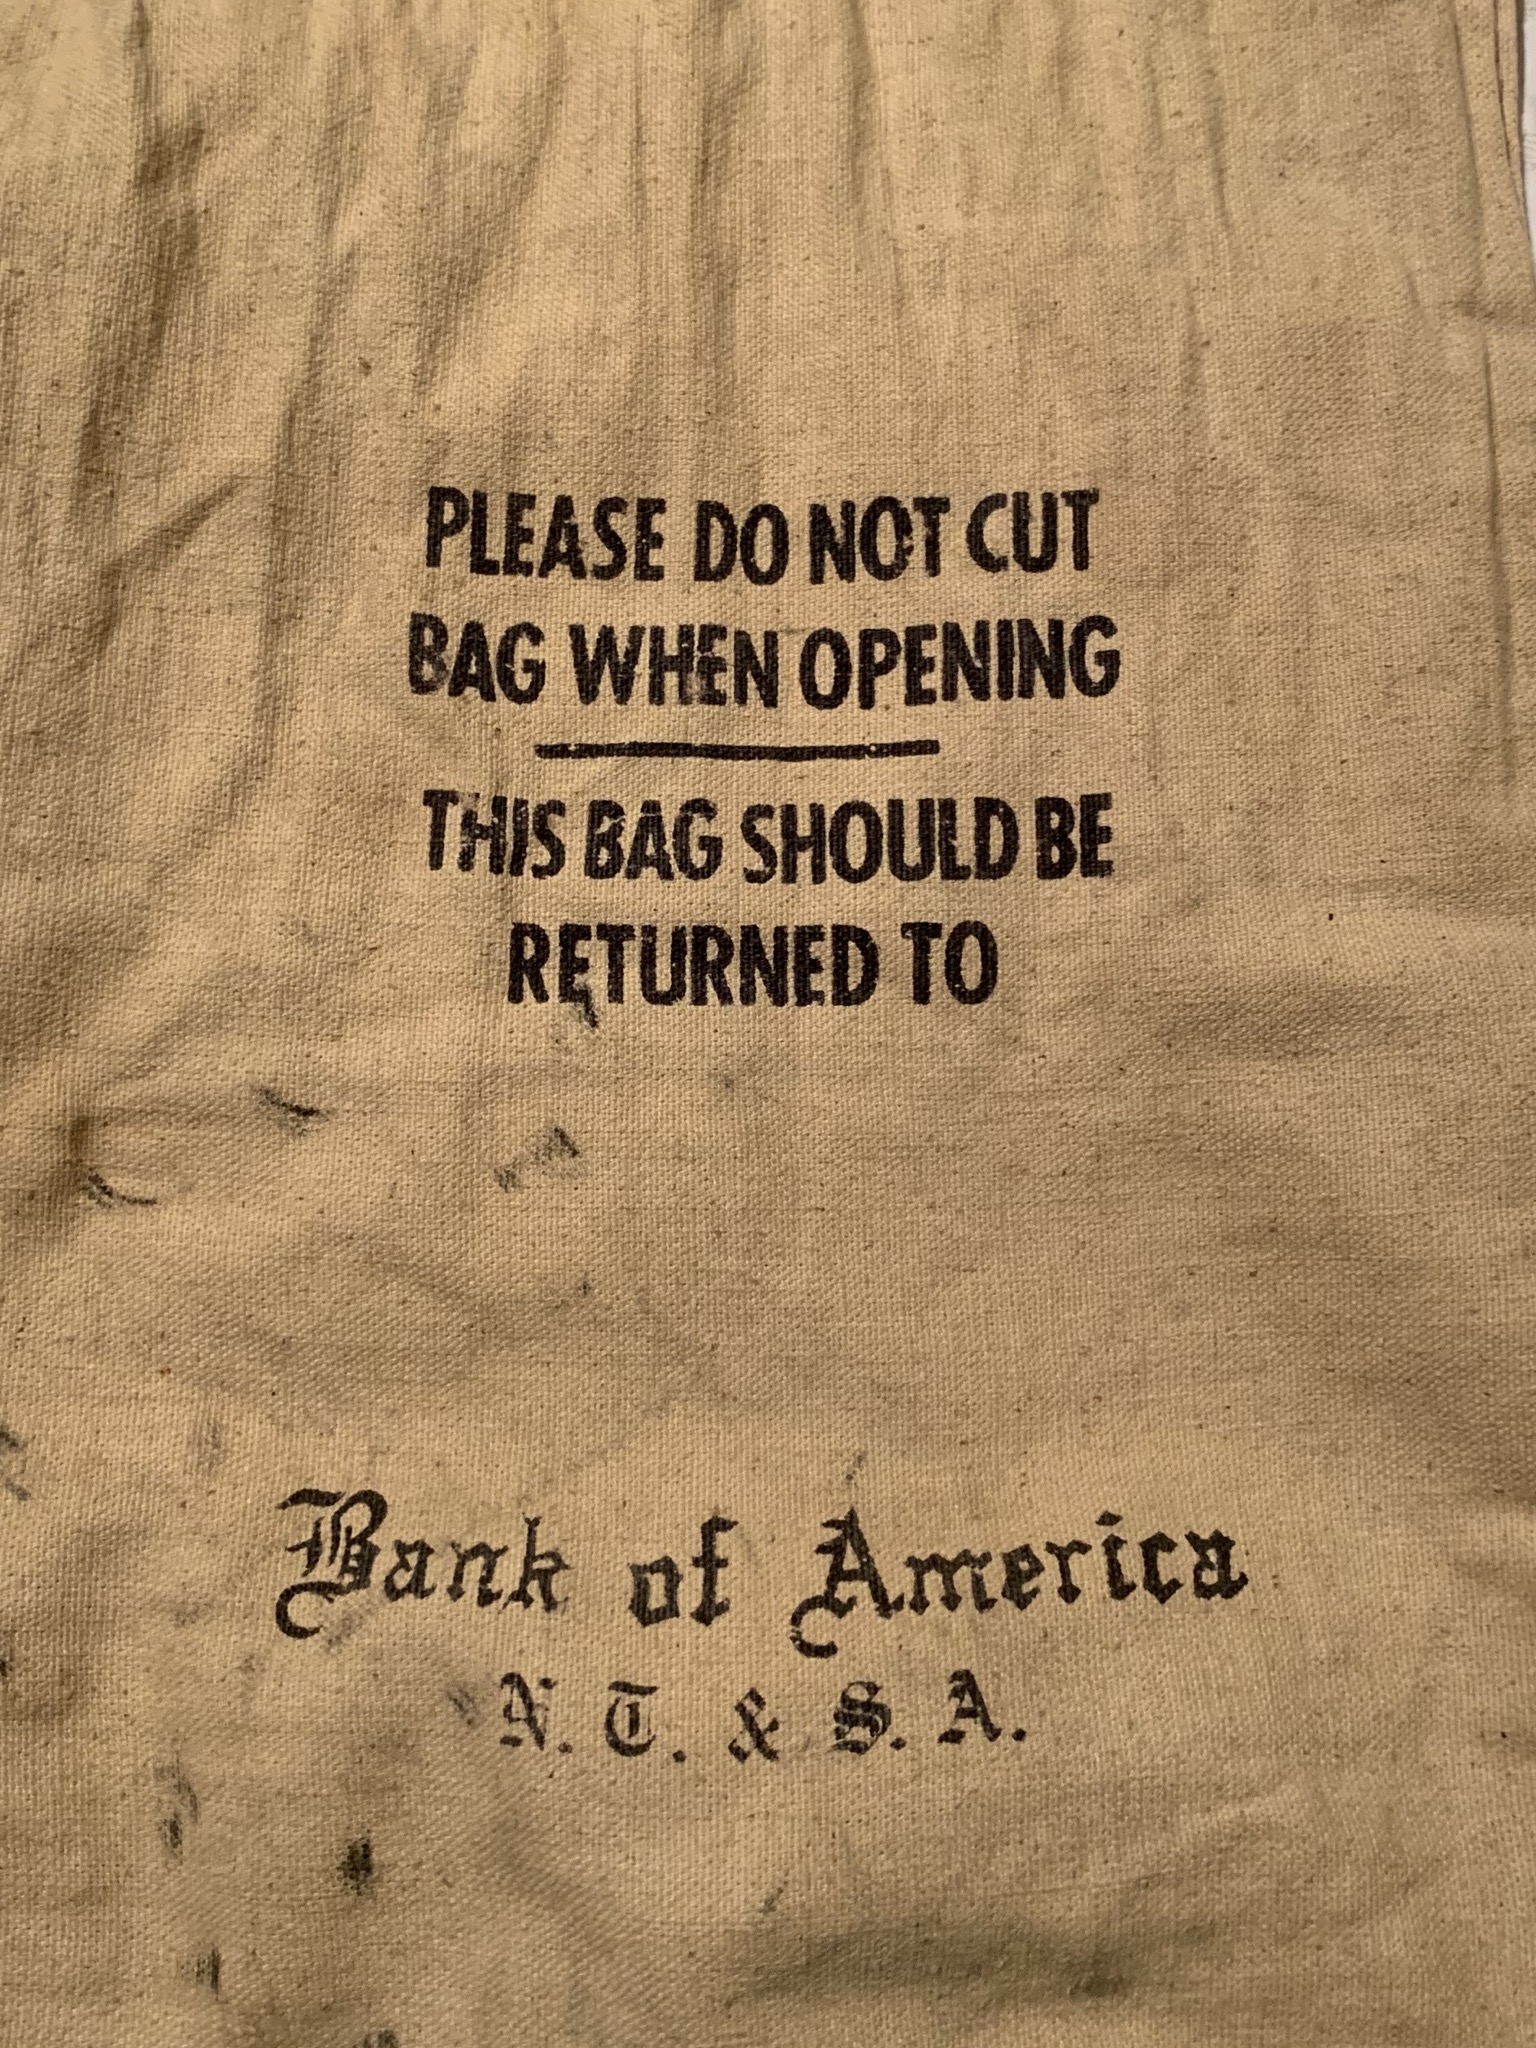 PLEASE DO NOT CUT
BAG WHEN OPENING
THIS BAG SHOULD BE
RETURNED TO
Bank of America
N. T. & S. A.